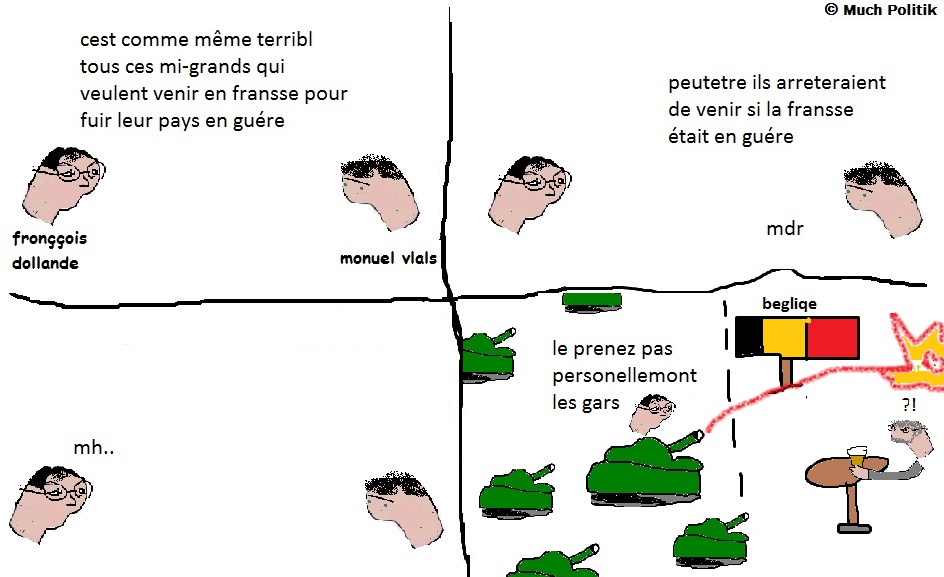 © Much Politik
cest comme même terribl
tous ces mi-grands qui
veulent venir en fransse pour
fuir leur pays en guére
fronççois
dollande
monuel vlals
peutetre ils arreteraient
de venir si la fransse
était en guére
mdr
mh..
le prenez pas
personellemont
les gars
begliqe
?!